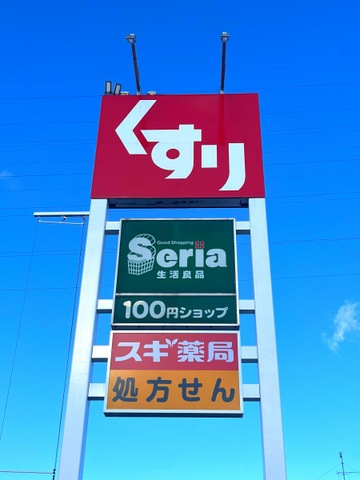 くすり
Good Shopping
Seria
生活良品
100円ショップ
スギ薬局
処方せん